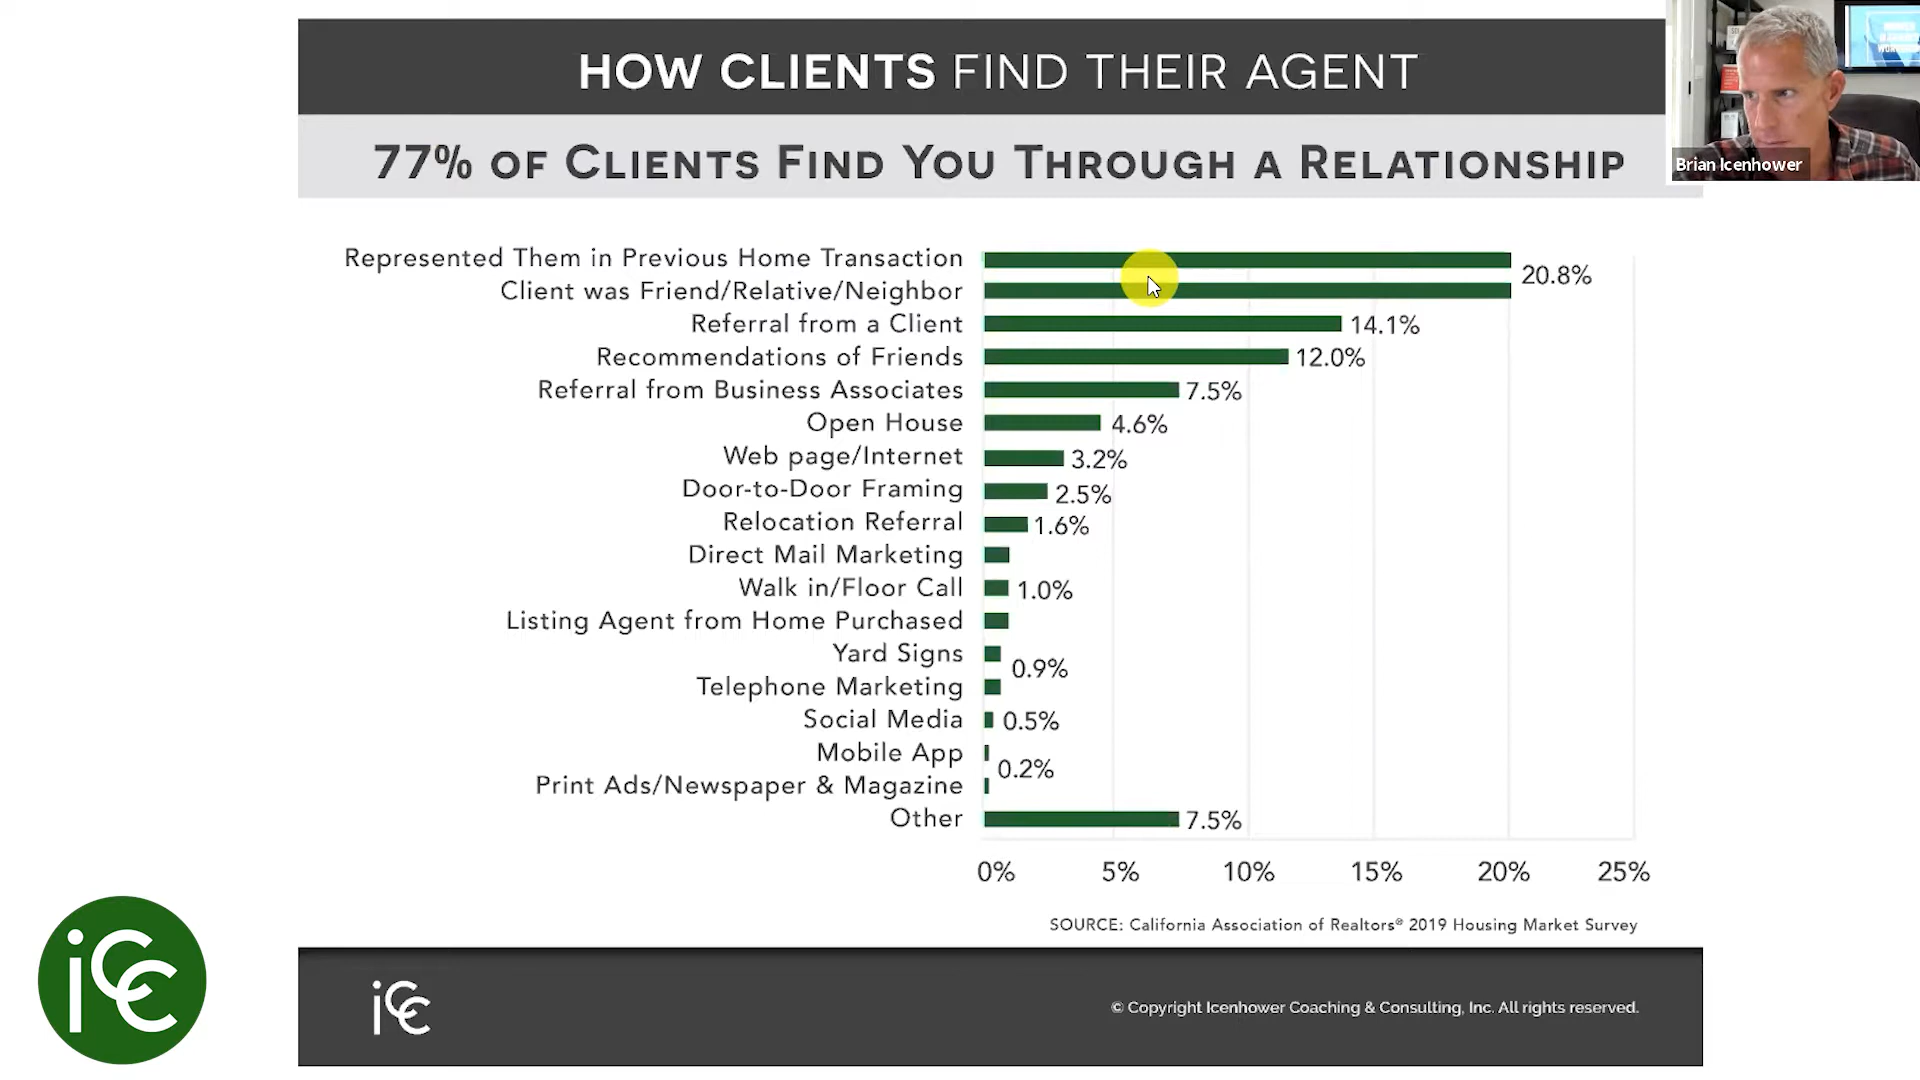 HOW CLIENTS FIND THEIR AGENT
77% OF CLIENTS FIND YOU THROUGH A RELATIONSHIP
Brian Icenhower
Represented Them in Previous Home Transaction
20.8%
Client was Friend/Relative/Neighbor
Referral from a Client 14.1%
Recommendations of Friends 12.0%
Referral from Business Associates 7.5%
Open House 4.6%
Web page/Internet 3.2%
Door-to-Door Framing 2.5%
Relocation Referral 1.6%
Direct Mail Marketing
Walk in/Floor Call 1.0%
Listing Agent from Home Purchased
Yard Signs
0.9%
Telephone Marketing
Social Media 0.5%
Mobile App
0.2%
Print Ads/Newspaper & Magazine
Other 7.5%
0% 5% 10% 15% 20% 25%
SOURCE: California Association of Realtors® 2019 Housing Market Survey
icc
icc
© Copyright Icenhower Coaching & Consulting, Inc. All rights reserved.